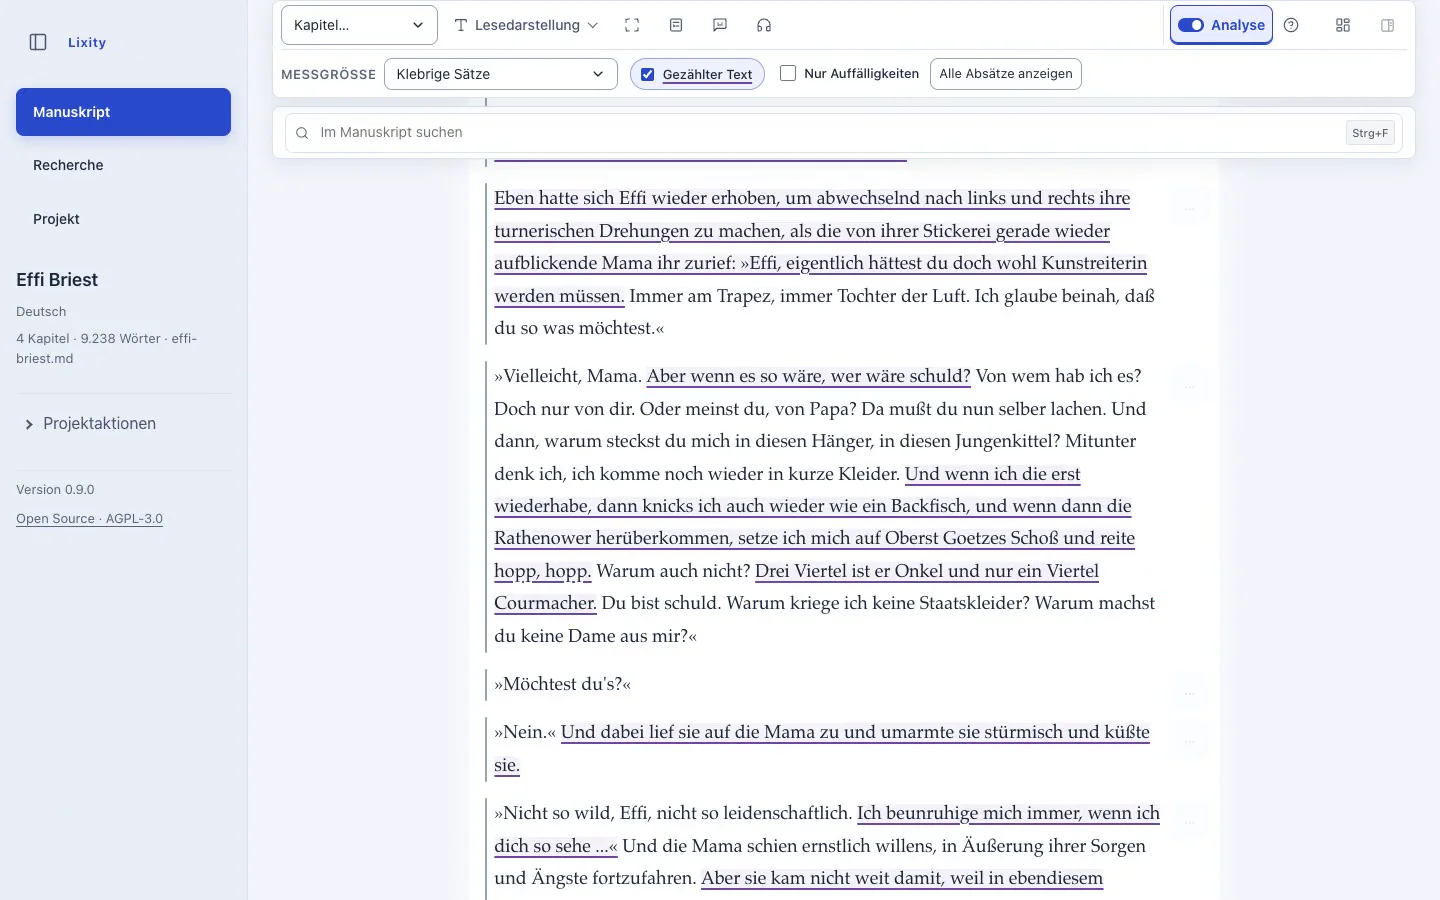 Lixity
Manuskript
Recherche
Projekt
Effi Briest
Deutsch
4 Kapitel · 9.238 Wörter · effi-
briest.md
Projektaktionen
Version 0.9.0
Open Source · AGPL-3.0
Kapitel...
Lesedarstellung
Analyse
MESSGRÖSSE
Klebrige Sätze
Gezählter Text
Nur Auffälligkeiten
Alle Absätze anzeigen
Im Manuskript suchen
Strg+F
Eben hatte sich Effi wieder erhoben, um abwechselnd nach links und rechts ihre
turnerischen Drehungen zu machen, als die von ihrer Stickerei gerade wieder
aufblickende Mama ihr zurief: »Effi, eigentlich hättest du doch wohl Kunstreiterin
werden müssen. Immer am Trapez, immer Tochter der Luft. Ich glaube beinah, daß
du so was möchtest.«
»Vielleicht, Mama. Aber wenn es so wäre, wer wäre schuld? Von wem hab ich es?
Doch nur von dir. Oder meinst du, von Papa? Da mußt du nun selber lachen. Und
dann, warum steckst du mich in diesen Hänger, in diesen Jungenkittel? Mitunter
denk ich, ich komme noch wieder in kurze Kleider. Und wenn ich die erst
wiederhabe, dann knicks ich auch wieder wie ein Backfisch, und wenn dann die
Rathenower herüberkommen, setze ich mich auf Oberst Goetzes Schoß und reite
hopp, hopp. Warum auch nicht? Drei Viertel ist er Onkel und nur ein Viertel
Courmacher. Du bist schuld. Warum kriege ich keine Staatskleider? Warum machst
du keine Dame aus mir?«
»Möchtest du's?«
»Nein.« Und dabei lief sie auf die Mama zu und umarmte sie stürmisch und küßte
sie.
»Nicht so wild, Effi, nicht so leidenschaftlich. Ich beunruhige mich immer, wenn ich
dich so sehe ...« Und die Mama schien ernstlich willens, in Äußerung ihrer Sorgen
und Ängste fortzufahren. Aber sie kam nicht weit damit, weil in ebendiesem